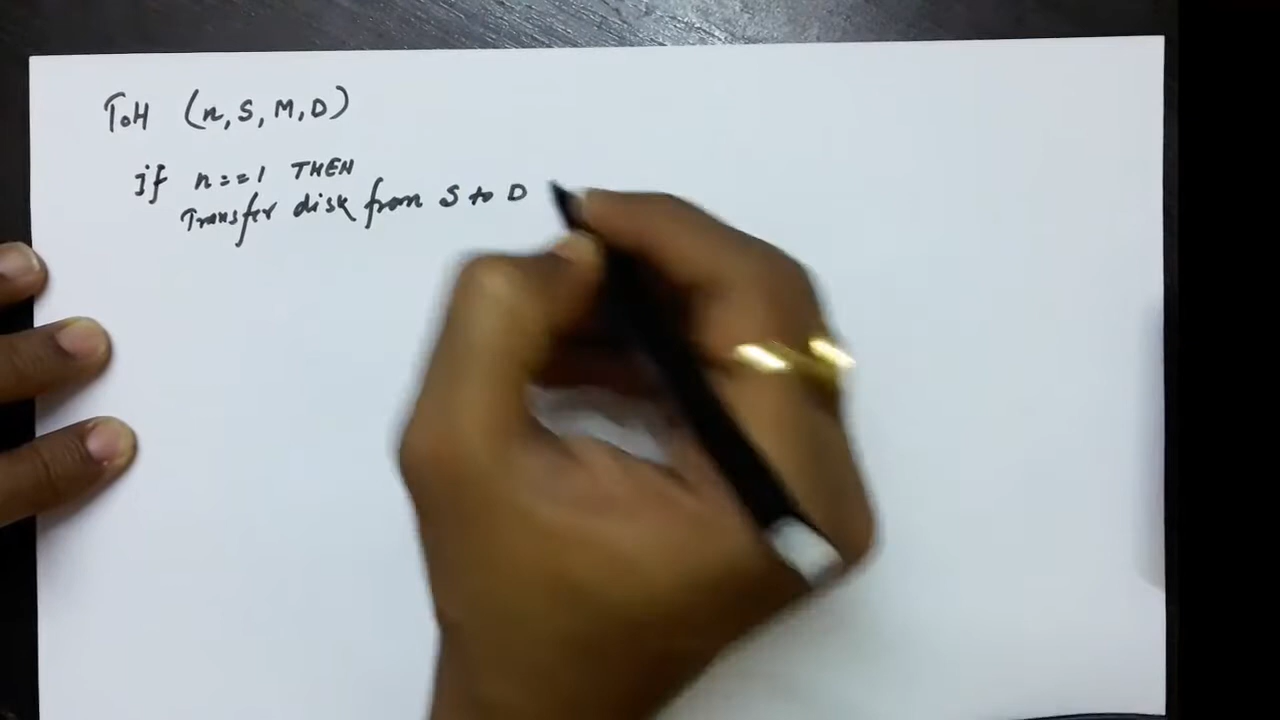 ToH (n, S, M, D)
if n==1 THEN
Transfer disk from S to D